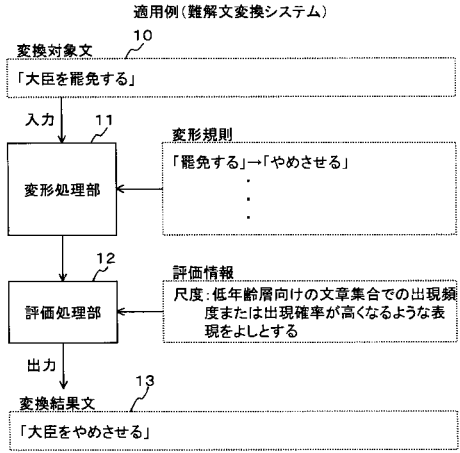 適用例(難解文変換システム)
10
変換対象文
「大臣を罷免する」
入力
11
変形規則
「罷免する」→「やめさせる」
・
・
・
変形処理部
12
評価情報
尺度:低年齢層向けの文章集合での出現頻
度または出現確率が高くなるような表
現をよしとする
評価処理部
出力
13
変換結果文
「大臣をやめさせる」